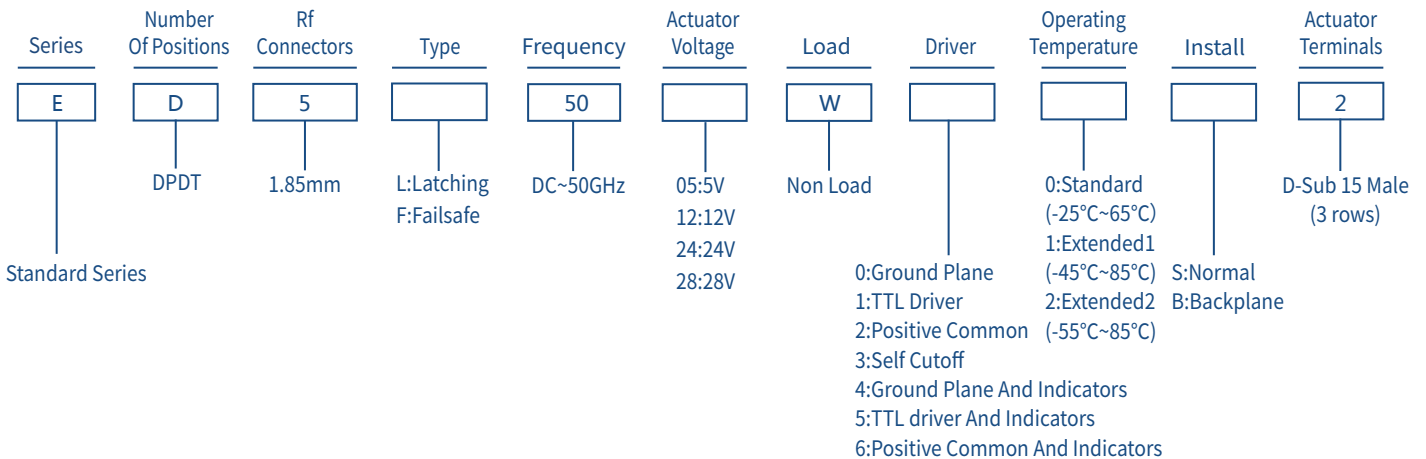 Series
Number
Of Positions
Rf
Connectors
Type
Frequency
Actuator
Voltage
Load
Driver
Operating
Temperature
Install
Actuator
Terminals
E
D
5
50
W
2
Standard Series
DPDT
1.85mm
L:Latching
F:Failsafe
DC~50GHz
05:5V
12:12V
24:24V
28:28V
Non Load
0:Ground Plane
1:TTL Driver
2:Positive Common
3:Self Cutoff
4:Ground Plane And Indicators
5:TTL driver And Indicators
6:Positive Common And Indicators
0:Standard
(-25°C~65°C)
1:Extended1
(-45°C~85°C)
2:Extended2
(-55°C~85°C)
S:Normal
B:Backplane
D-Sub 15 Male
(3 rows)